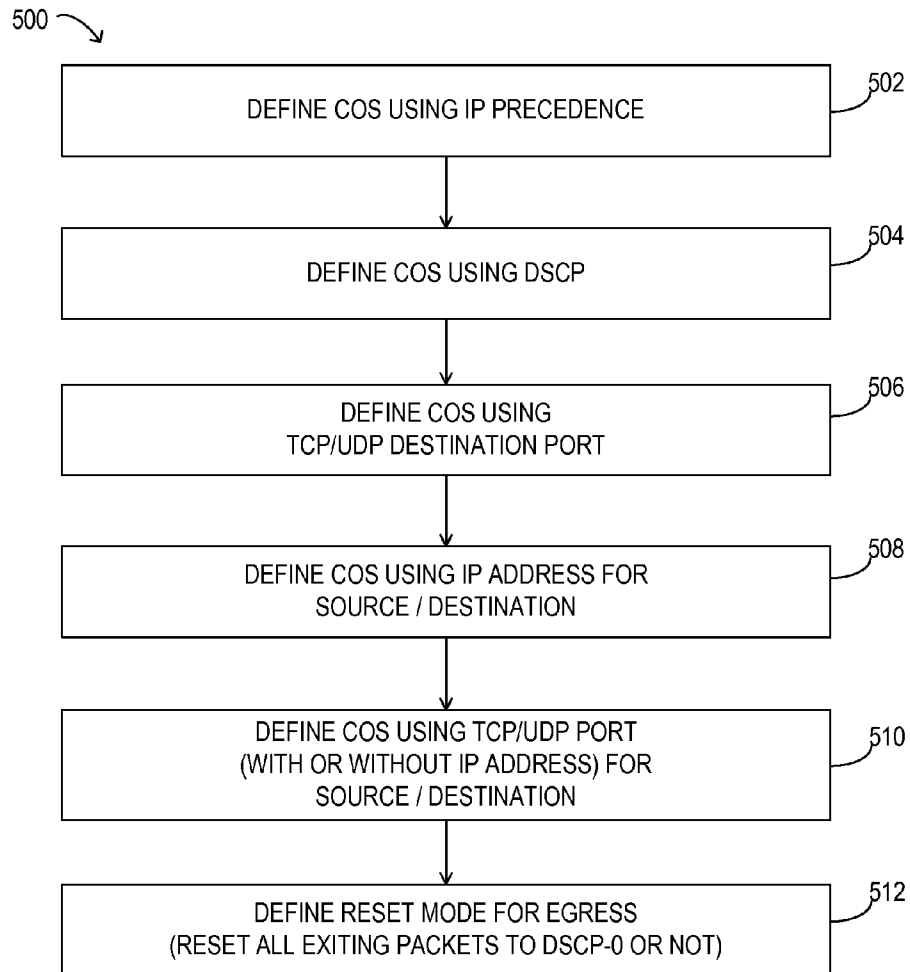 500
DEFINE COS USING IP PRECEDENCE
502
DEFINE COS USING DSCP
504
DEFINE COS USING
TCP/UDP DESTINATION PORT
506
DEFINE COS USING IP ADDRESS FOR
SOURCE / DESTINATION
508
DEFINE COS USING TCP/UDP PORT
(WITH OR WITHOUT IP ADDRESS) FOR
SOURCE / DESTINATION
510
DEFINE RESET MODE FOR EGRESS
(RESET ALL EXITING PACKETS TO DSCP-0 OR NOT)
512